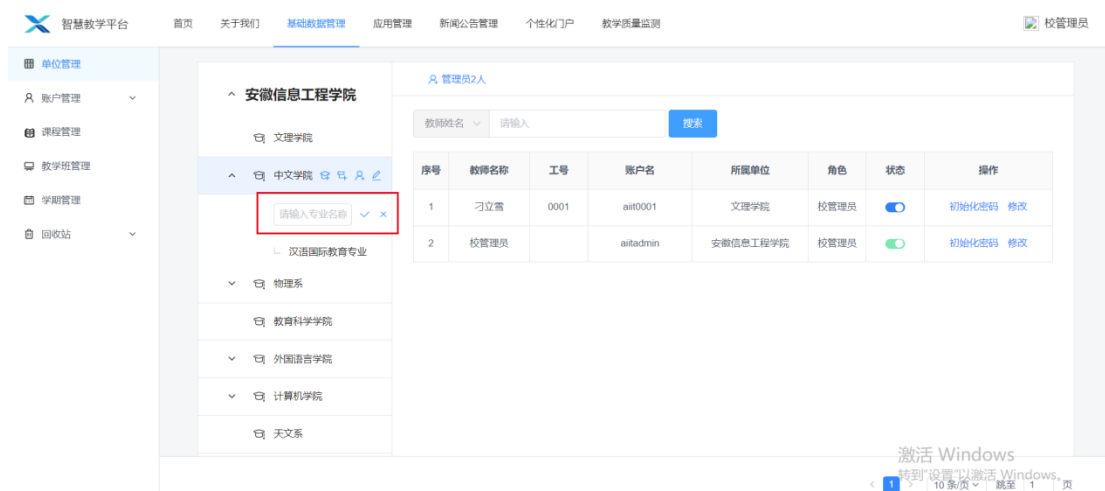 智慧教学平台 首页 关于我们 基础数据管理 应用管理 新闻公告管理 个性化门户 教学质量监测 校管理员
单位管理
账户管理
课程管理
教学班管理
学期管理
回收站
安徽信息工程学院
文理学院
中文学院
请输入专业名称
汉语国际教育专业
物理系
教育科学学院
外国语言学院
计算机学院
天文系
管理员2人
教师姓名 请输入 搜索
序号 教师名称 工号 账户名 所属单位 角色 状态 操作
1 刁立雪 0001 aiit0001 文理学院 校管理员 初始化密码 修改
2 校管理员 aiitadmin 安徽信息工程学院 校管理员 初始化密码 修改
激活 Windows
转到"设置"以激活 Windows。
1 10 条/页 跳至 1 页